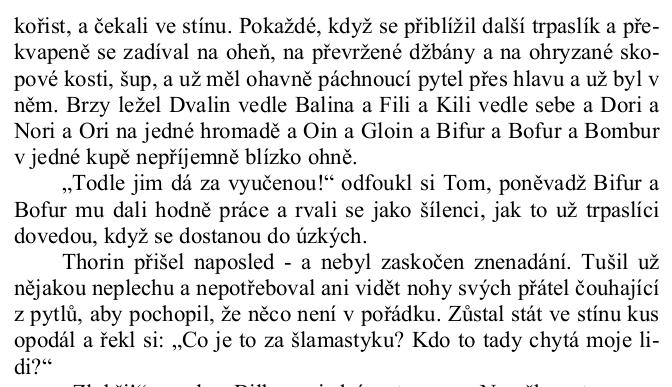 kořist, a čekali ve stínu. Pokaždé, když se přiblížil další trpaslík a pře-
kvapeně se zadíval na oheň, na převržené džbány a na ohryzané sko-
pové kosti, šup, a už měl ohavně páchnoucí pytel přes hlavu a už byl v
něm. Brzy ležel Dvalin vedle Balina a Fili a Kili vedle sebe a Dori a
Nori a Ori na jedné hromadě a Oin a Gloin a Bifur a Bofur a Bombur
v jedné kupě nepříjemně blízko ohně.
„Todle jim dá za vyučenou!“ odfoukl si Tom, poněvadž Bifur a
Bofur mu dali hodně práce a rvali se jako šílenci, jak to už trpaslíci
dovedou, když se dostanou do úzkých.
Thorin přišel naposled - a nebyl zaskočen znenadání. Tušil už
nějakou neplechu a nepotřeboval ani vidět nohy svých přátel čouhající
z pytlů, aby pochopil, že něco není v pořádku. Zůstal stát ve stínu kus
opodál a řekl si: „Co je to za šlamastyku? Kdo to tady chytá moje li-
di?“